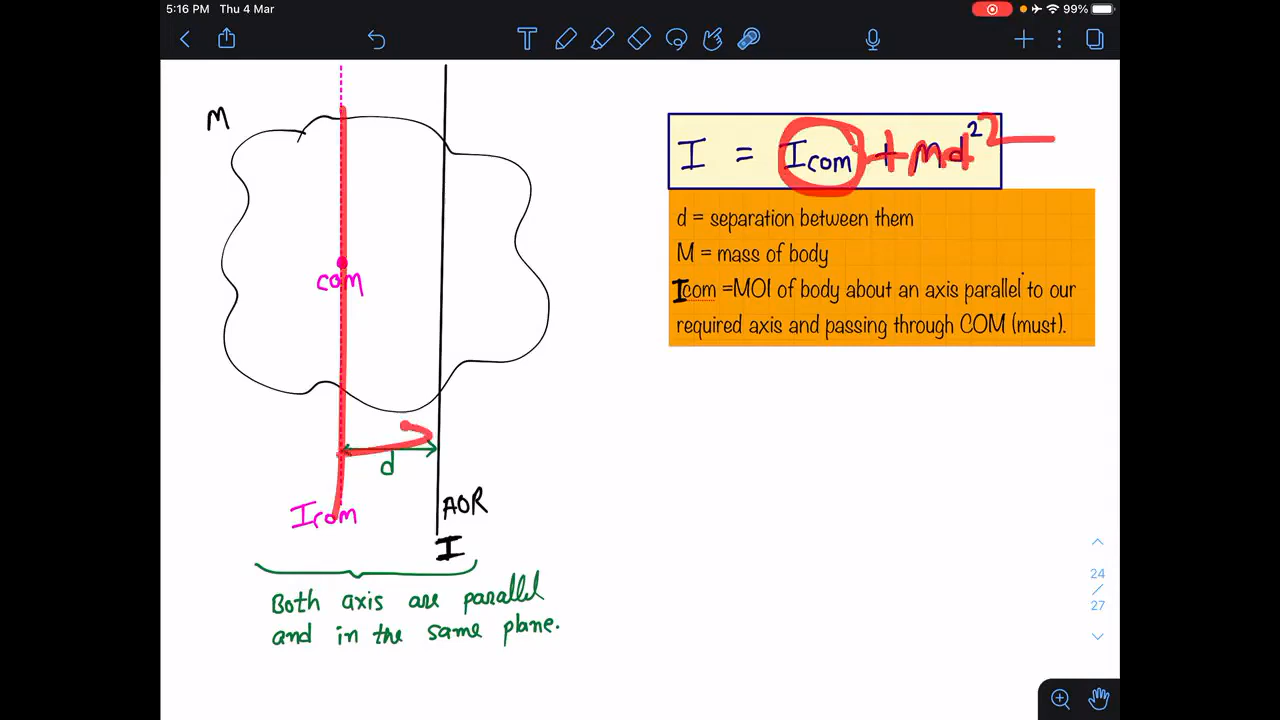 5:16 PM Thu 4 Mar
99%
M
I = Icom + Md²
d = separation between them
M = mass of body
Icom =MOI of body about an axis parallel to our
required axis and passing through COM (must).
com
d
Icom
AOR
I
Both axis are parallel
and in the same plane.
24
/
27